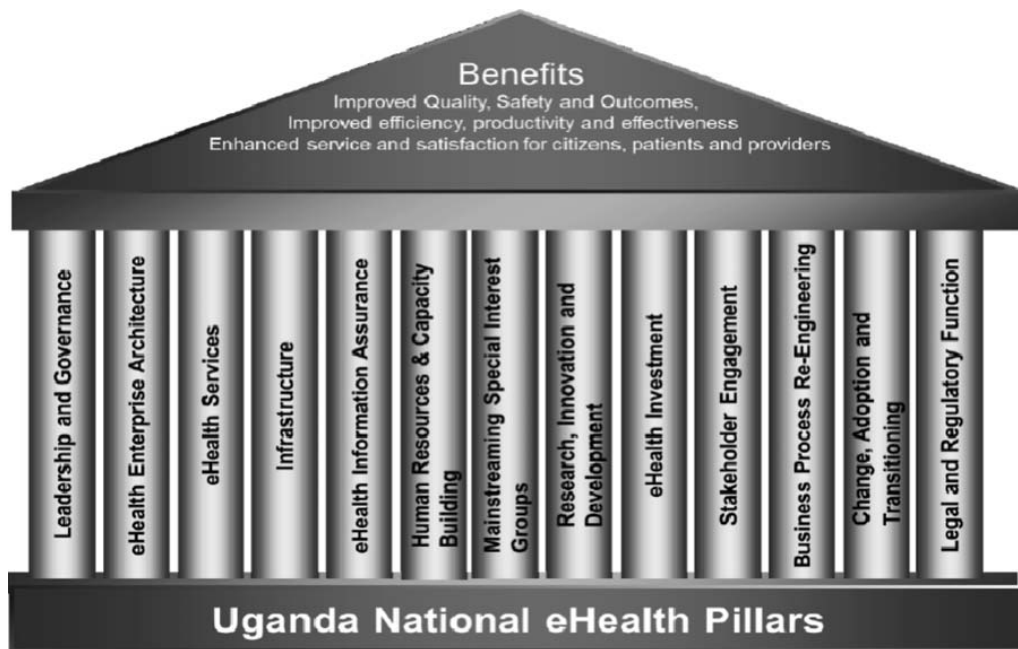 Benefits
Improved Quality, Safety and Outcomes,
Improved efficiency, productivity and effectiveness
Enhanced service and satisfaction for citizens, patients and providers
Leadership and Governance
eHealth Enterprise Architecture
eHealth Services
Infrastructure
eHealth Information Assurance
Human Resources & Capacity
Building
Mainstreaming Special Interest
Groups
Research, Innovation and
Development
eHealth Investment
Stakeholder Engagement
Business Process Re-Engineering
Change, Adoption and
Transitioning
Legal and Regulatory Function
Uganda National eHealth Pillars